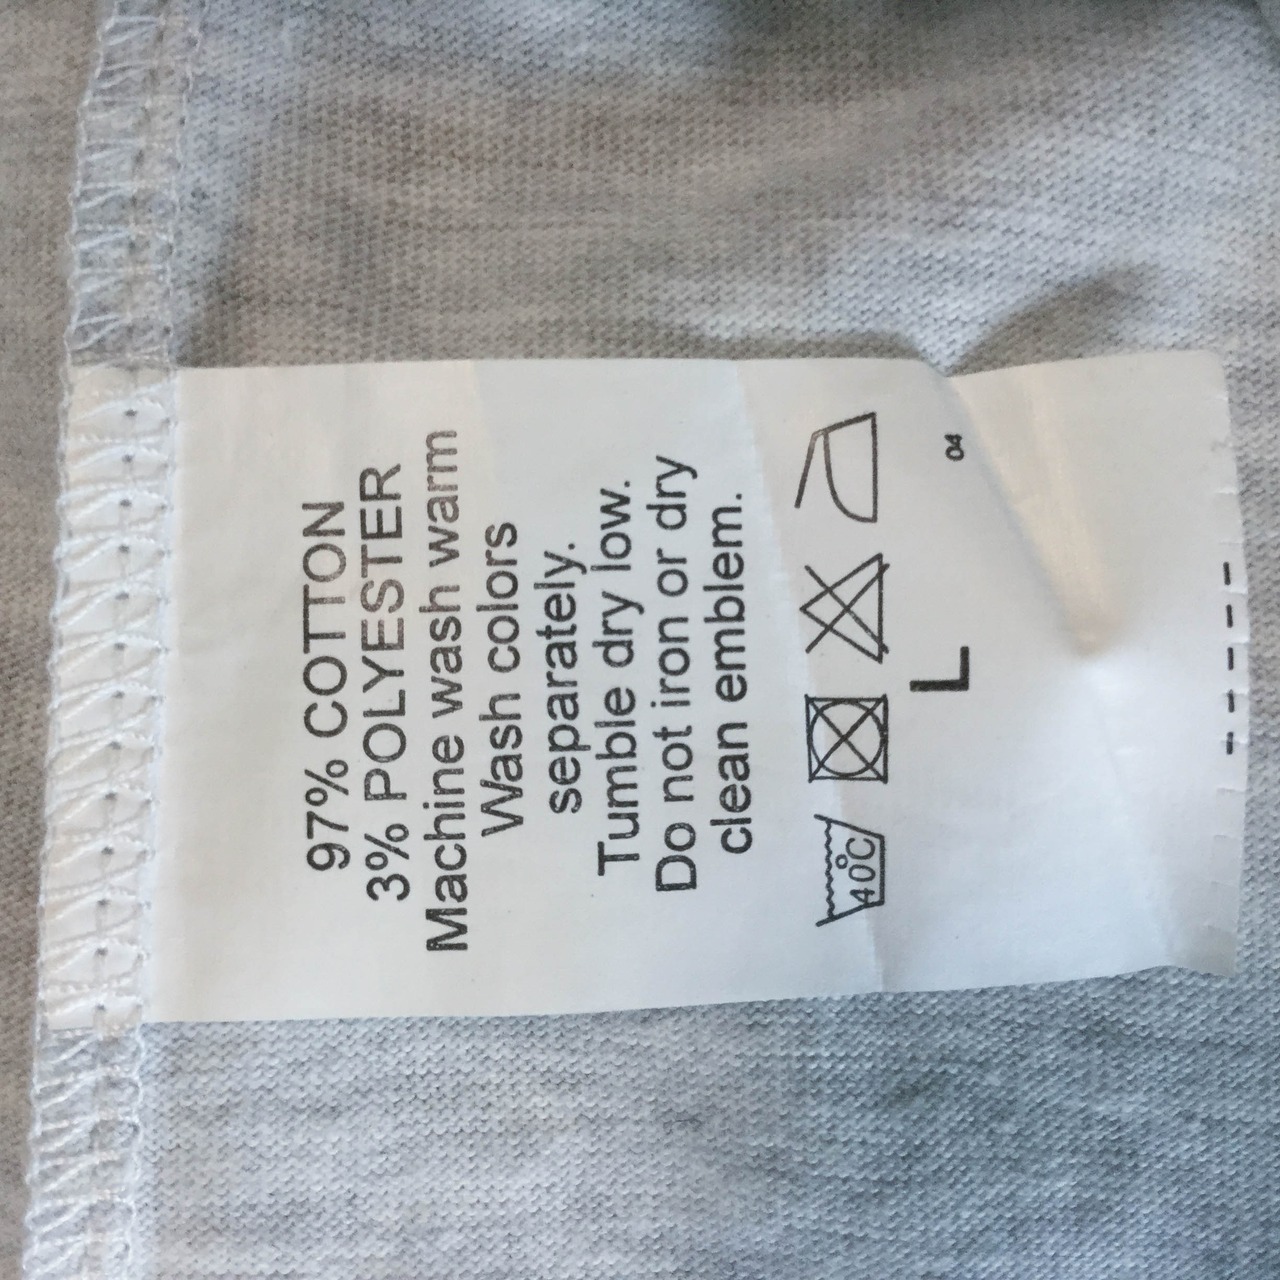 97% COTTON
3% POLYESTER
Machine wash warm
Wash colors
separately.
Tumble dry low.
Do not iron or dry
clean emblem.
40°C
L
04